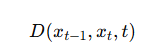 D(x_{t−1}, x_t, t)